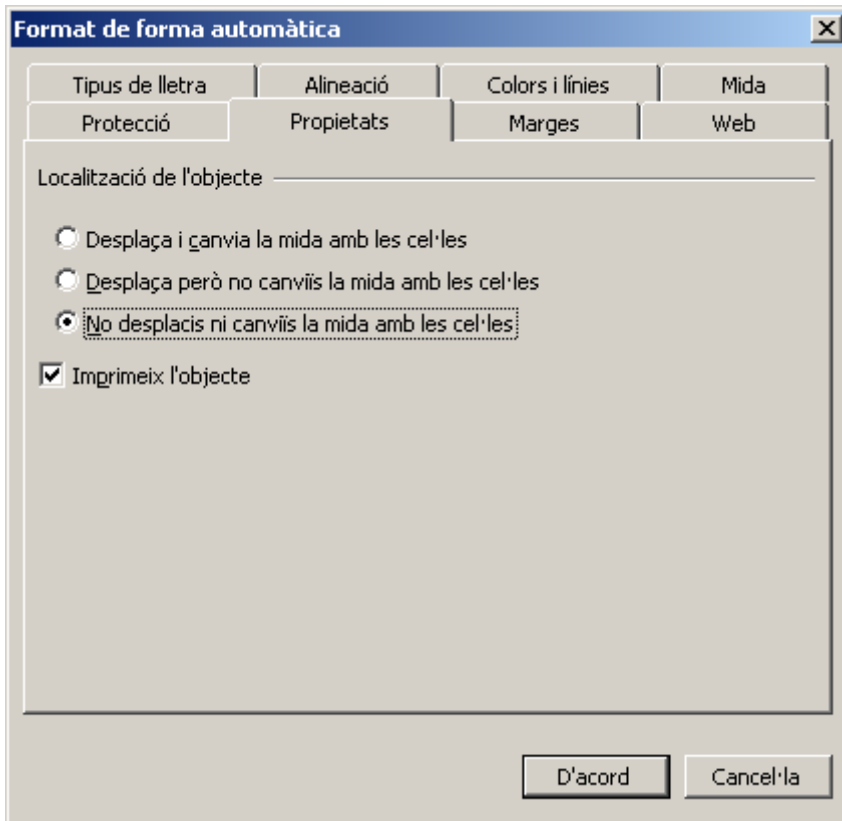 Format de forma automàtica
Tipus de lletra Alineació Colors i línies Mida
Protecció Propietats Marges Web
Localització de l'objecte
Desplaça i canvia la mida amb les cel·les
Desplaça però no canviïs la mida amb les cel·les
No desplacis ni canviïs la mida amb les cel·les
Imprimeix l'objecte
D'acord Cancel·la